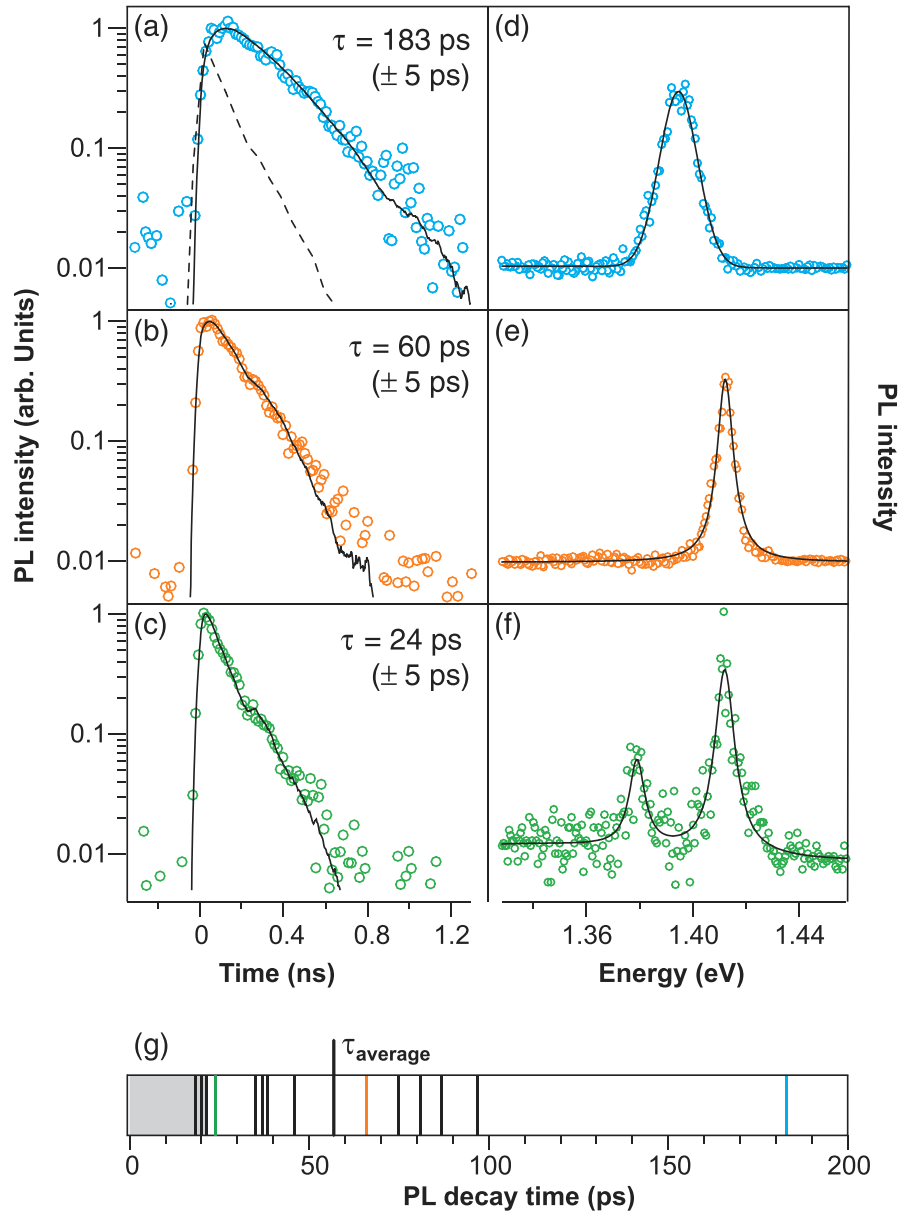 (a)
τ = 183 ps
(± 5 ps)
1
0.1
0.01
(d)
(b)
τ = 60 ps
(± 5 ps)
1
0.1
0.01
(e)
(c)
τ = 24 ps
(± 5 ps)
1
0.1
0.01
(f)
PL intensity (arb. Units)
PL intensity
0 0.4 0.8 1.2
Time (ns)
1.36 1.40 1.44
Energy (eV)
(g)
τaverage
0 50 100 150 200
PL decay time (ps)